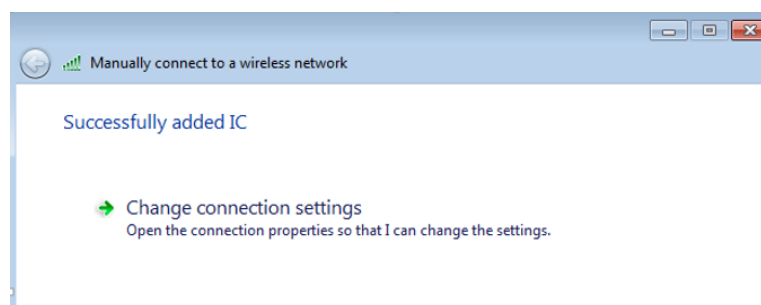 Manually connect to a wireless network
Successfully added IC
Change connection settings
Open the connection properties so that I can change the settings.